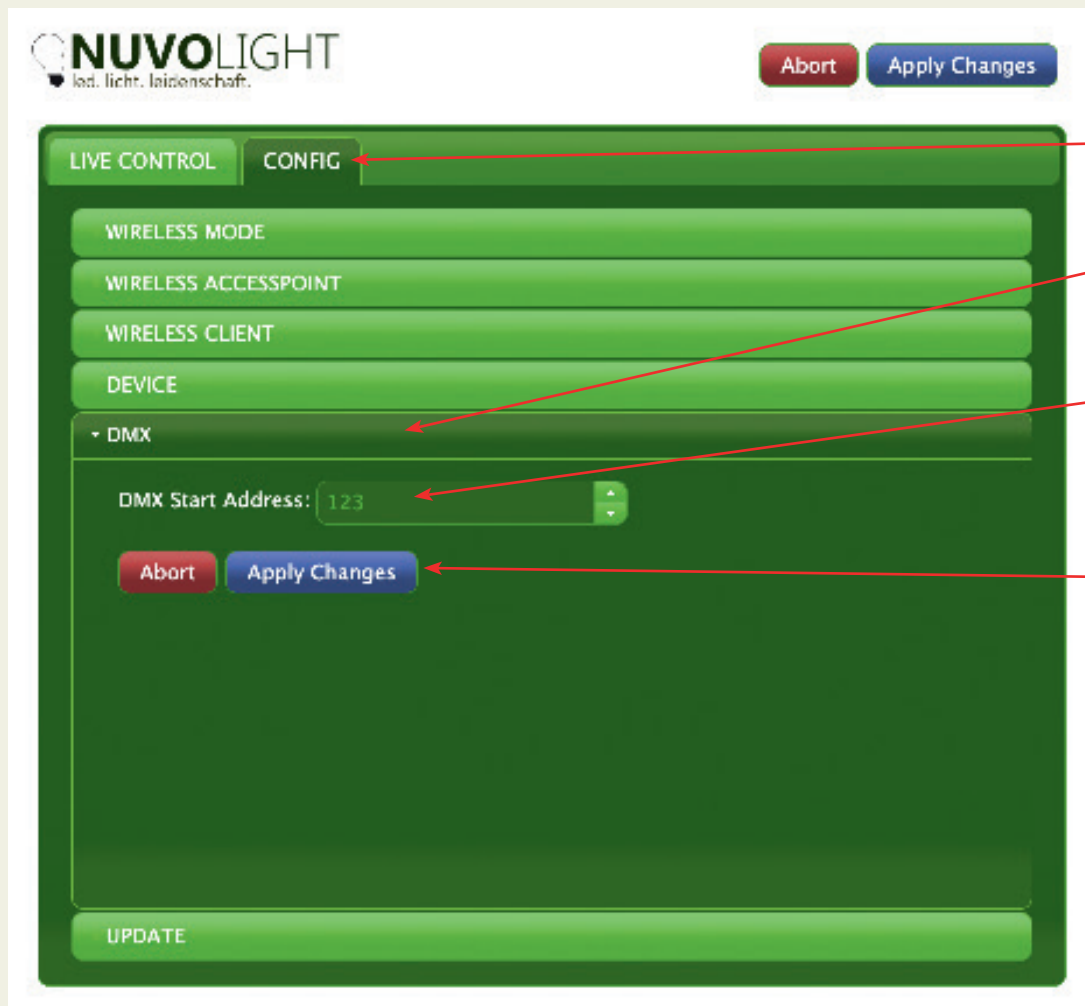 NUVOLIGHT
led. licht. leidenschaft.
Abort Apply Changes
LIVE CONTROL CONFIG
WIRELESS MODE
WIRELESS ACCESSPOINT
WIRELESS CLIENT
DEVICE
DMX
DMX Start Address: 123
Abort Apply Changes
UPDATE